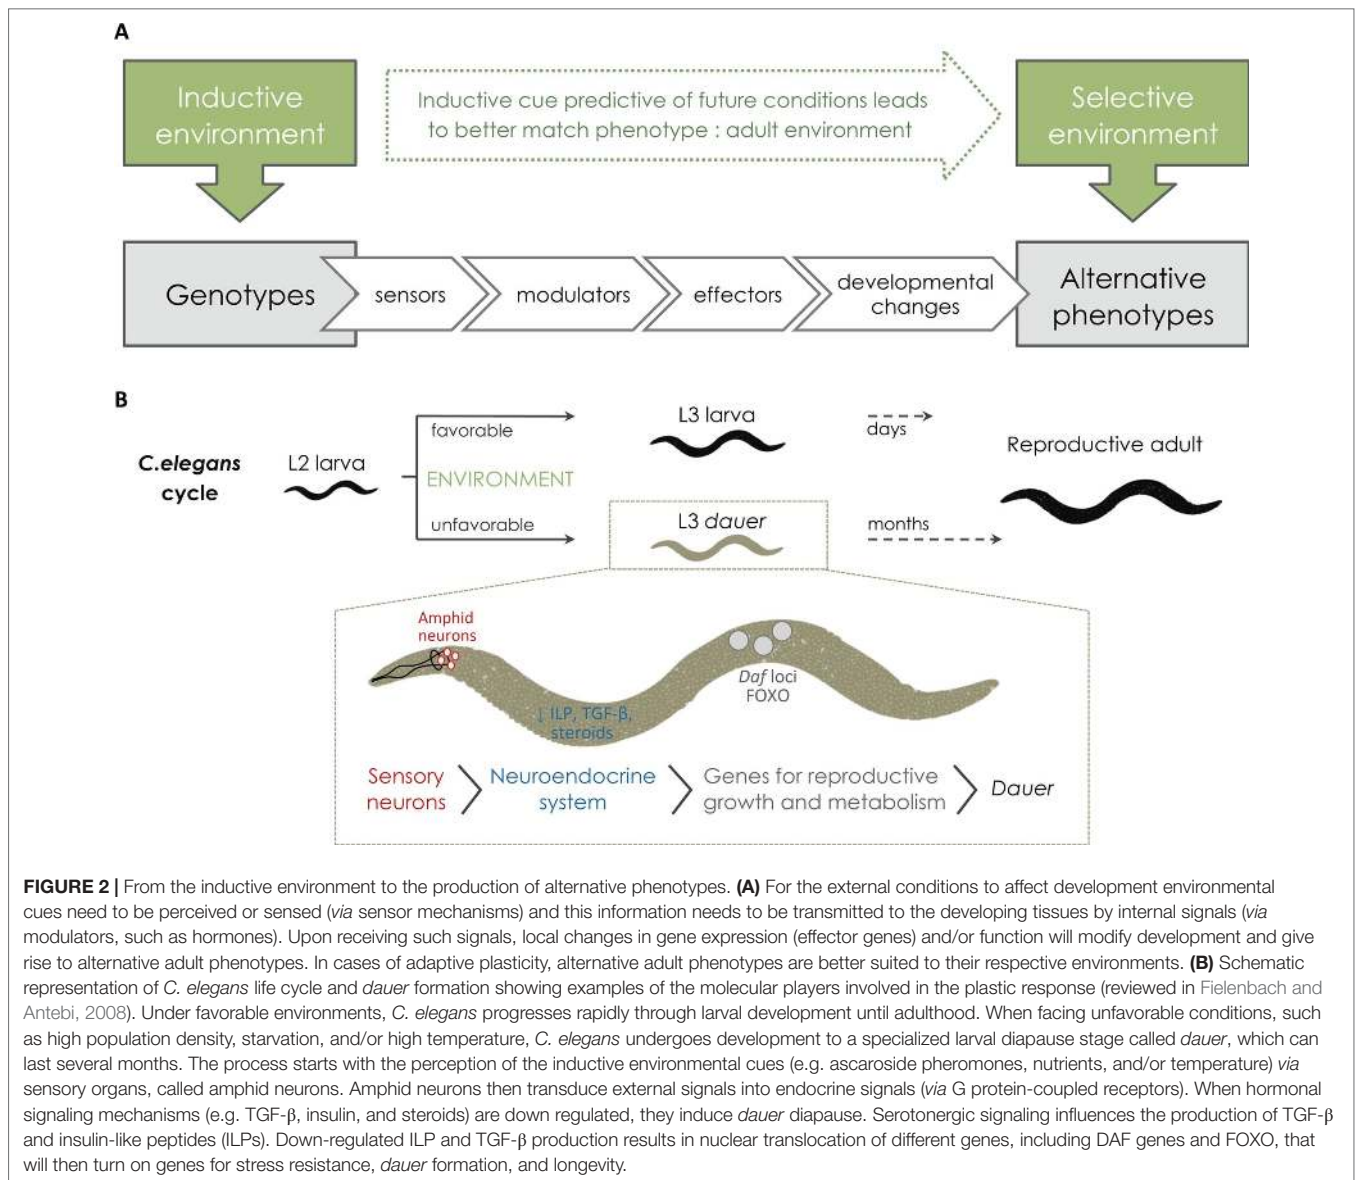 A
Inductive
environment
Inductive cue predictive of future conditions leads
to better match phenotype : adult environment
Selective
environment
Genotypes
sensors
modulators
effectors
developmental
changes
Alternative
phenotypes
B
C.elegans
cycle
L2 larva
favorable
ENVIRONMENT
unfavorable
L3 larva
L3 dauer
days
months
Reproductive adult
Amphid
neurons
↓ ILP, TGF-β,
steroids
Daf loci
FOXO
Sensory
neurons
Neuroendocrine
system
Genes for reproductive
growth and metabolism
Dauer
FIGURE 2 | From the inductive environment to the production of alternative phenotypes. (A) For the external conditions to affect development environmental
cues need to be perceived or sensed (via sensor mechanisms) and this information needs to be transmitted to the developing tissues by internal signals (via
modulators, such as hormones). Upon receiving such signals, local changes in gene expression (effector genes) and/or function will modify development and give
rise to alternative adult phenotypes. In cases of adaptive plasticity, alternative adult phenotypes are better suited to their respective environments. (B) Schematic
representation of C. elegans life cycle and dauer formation showing examples of the molecular players involved in the plastic response (reviewed in Fielenbach and
Antebi, 2008). Under favorable environments, C. elegans progresses rapidly through larval development until adulthood. When facing unfavorable conditions, such
as high population density, starvation, and/or high temperature, C. elegans undergoes development to a specialized larval diapause stage called dauer, which can
last several months. The process starts with the perception of the inductive environmental cues (e.g. ascaroside pheromones, nutrients, and/or temperature) via
sensory organs, called amphid neurons. Amphid neurons then transduce external signals into endocrine signals (via G protein-coupled receptors). When hormonal
signaling mechanisms (e.g. TGF-β, insulin, and steroids) are down regulated, they induce dauer diapause. Serotonergic signaling influences the production of TGF-β
and insulin-like peptides (ILPs). Down-regulated ILP and TGF-β production results in nuclear translocation of different genes, including DAF genes and FOXO, that
will then turn on genes for stress resistance, dauer formation, and longevity.